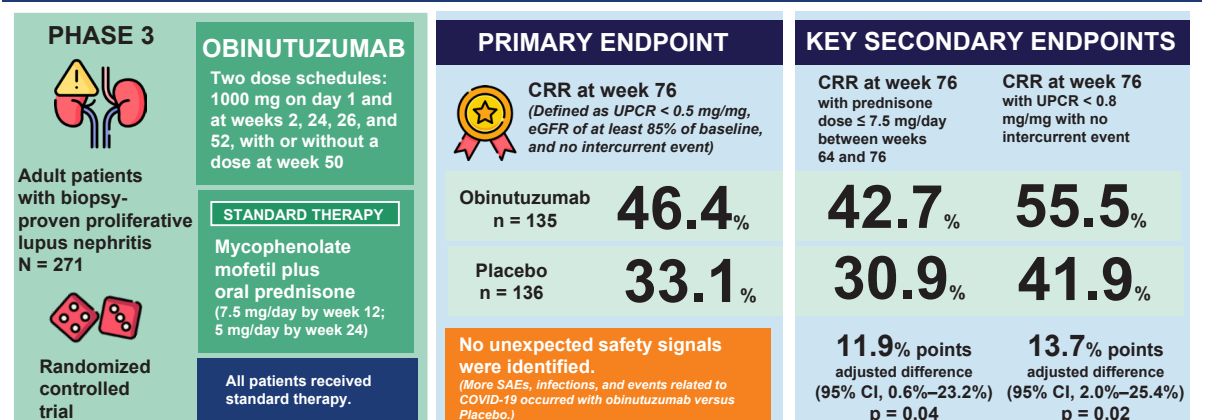 PHASE 3
Adult patients
with biopsy-
proven proliferative
lupus nephritis
N = 271
Randomized
controlled
trial
OBINUTUZUMAB
Two dose schedules:
1000 mg on day 1 and
at weeks 2, 24, 26, and
52, with or without a
dose at week 50
STANDARD THERAPY
Mycophenolate
mofetil plus
oral prednisone
(7.5 mg/day by week 12;
5 mg/day by week 24)
All patients received
standard therapy.
PRIMARY ENDPOINT
CRR at week 76
(Defined as UPCR < 0.5 mg/mg,
eGFR of at least 85% of baseline,
and no intercurrent event)
Obinutuzumab
n = 135
46.4%
Placebo
n = 136
33.1%
No unexpected safety signals
were identified.
(More SAEs, infections, and events related to
COVID-19 occurred with obinutuzumab versus
Placebo.)
KEY SECONDARY ENDPOINTS
CRR at week 76
with prednisone
dose ≤ 7.5 mg/day
between weeks
64 and 76
42.7%
30.9%
11.9% points
adjusted difference
(95% CI, 0.6%–23.2%)
p = 0.04
CRR at week 76
with UPCR < 0.8
mg/mg with no
intercurrent event
55.5%
41.9%
13.7% points
adjusted difference
(95% CI, 2.0%–25.4%)
p = 0.02